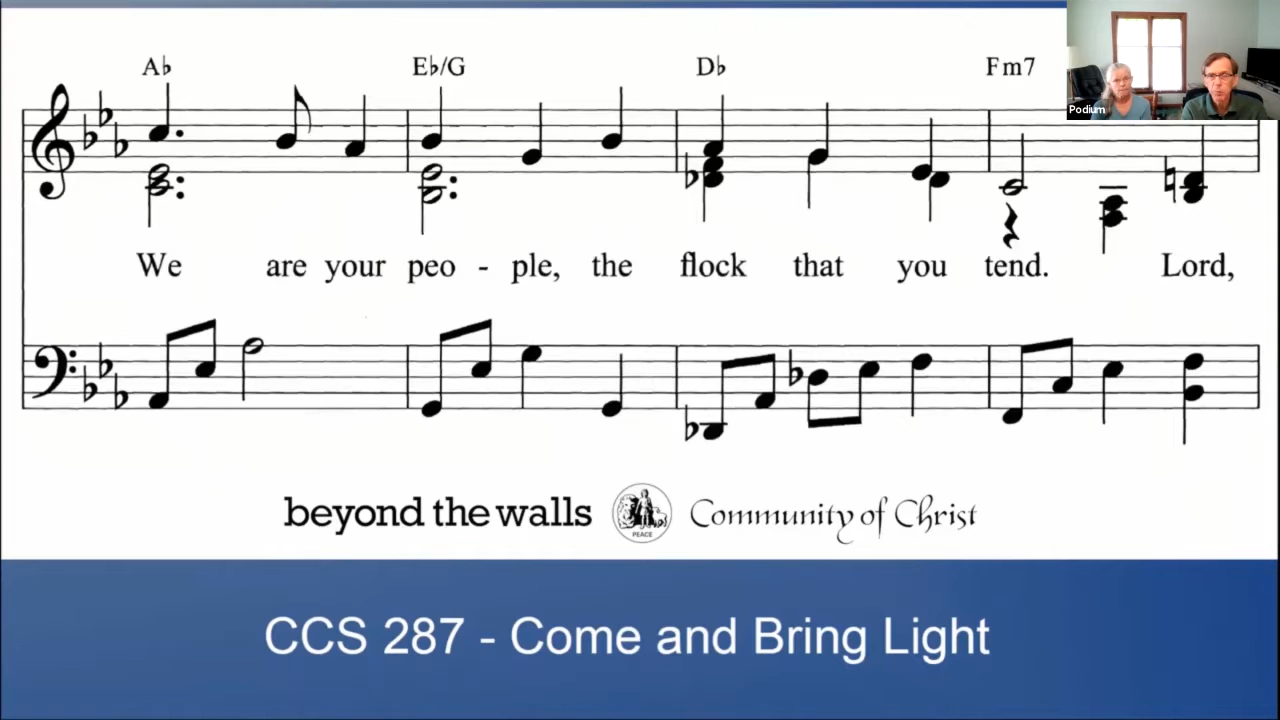 A♭ E♭/G D♭ Fm7
Podium
We are your peo - ple, the flock that you tend. Lord,
beyond the walls
PEACE
Community of Christ
CCS 287 - Come and Bring Light